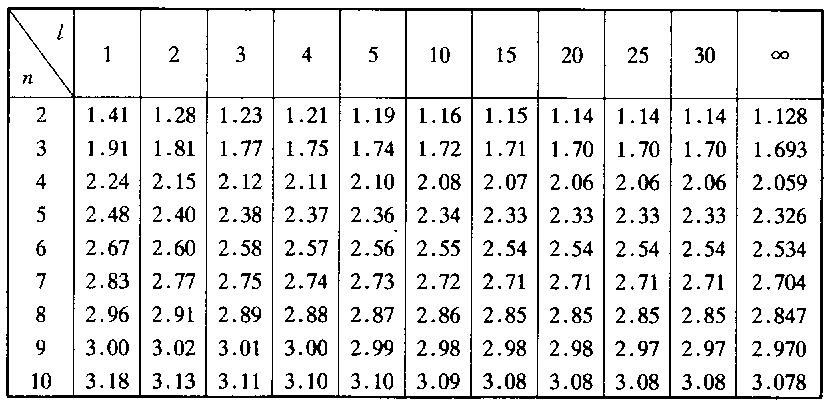 l
n 1 2 3 4 5 10 15 20 25 30 ∞
2 1.41 1.28 1.23 1.21 1.19 1.16 1.15 1.14 1.14 1.14 1.128
3 1.91 1.81 1.77 1.75 1.74 1.72 1.71 1.70 1.70 1.70 1.693
4 2.24 2.15 2.12 2.11 2.10 2.08 2.07 2.06 2.06 2.06 2.059
5 2.48 2.40 2.38 2.37 2.36 2.34 2.33 2.33 2.33 2.33 2.326
6 2.67 2.60 2.58 2.57 2.56 2.55 2.54 2.54 2.54 2.54 2.534
7 2.83 2.77 2.75 2.74 2.73 2.72 2.71 2.71 2.71 2.71 2.704
8 2.96 2.91 2.89 2.88 2.87 2.86 2.85 2.85 2.85 2.85 2.847
9 3.00 3.02 3.01 3.00 2.99 2.98 2.98 2.98 2.97 2.97 2.970
10 3.18 3.13 3.11 3.10 3.10 3.09 3.08 3.08 3.08 3.08 3.078